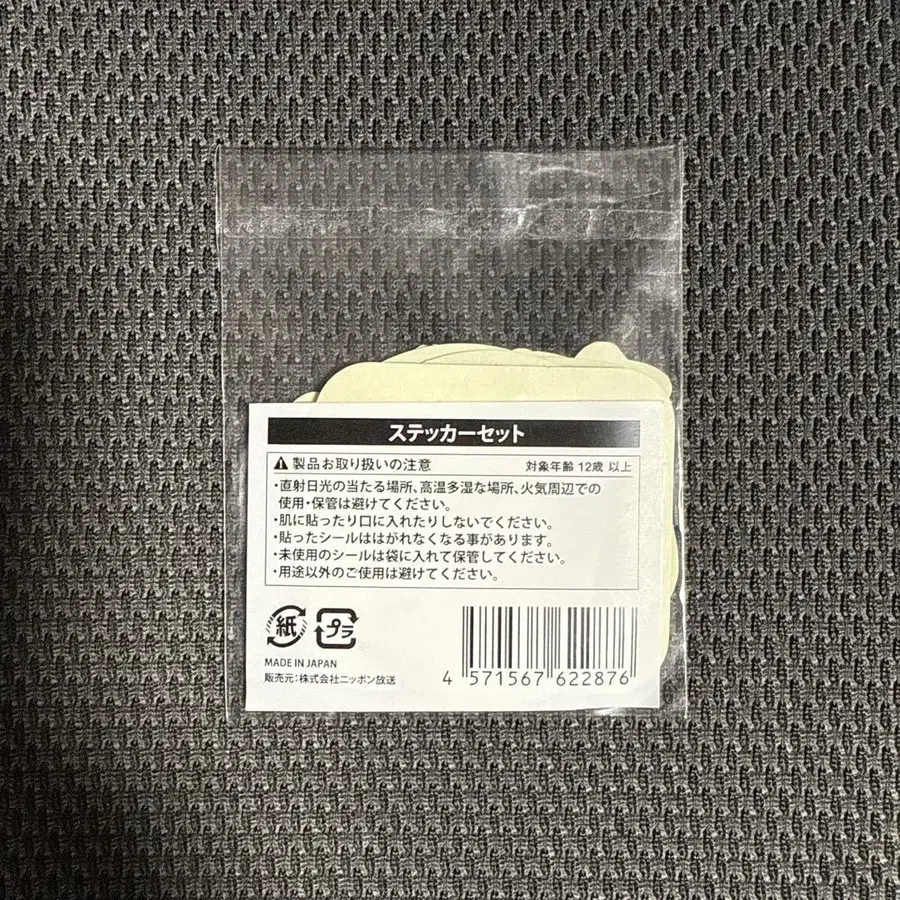 ステッカーセット
製品お取り扱いの注意 対象年齢 12歳 以上
・直射日光の当たる場所、高温多湿な場所、火気周辺での
使用・保管は避けてください。
・肌に貼ったり口に入れたりしないでください。
・貼ったシールははがれなくなる事があります。
・未使用のシールは袋に入れて保管してください。
・用途以外のご使用は避けてください。
紙 プラ
MADE IN JAPAN
販売元：株式会社ニッポン放送
4 571567 622876